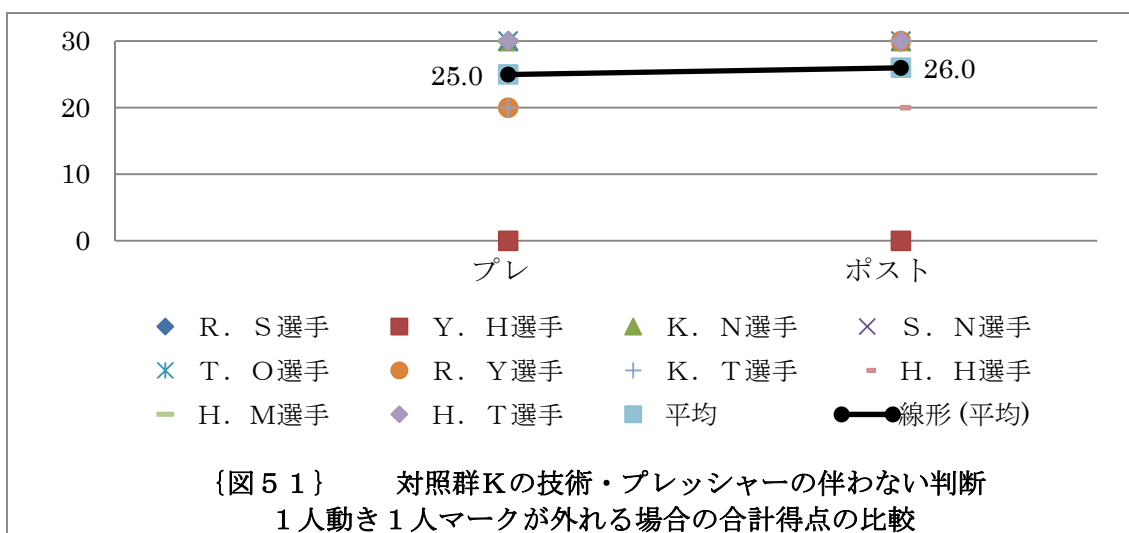 30
25.0
26.0
20
10
0
プレ ポスト
Ｒ．Ｓ選手 Ｙ．Ｈ選手 Ｋ．Ｎ選手 Ｓ．Ｎ選手
Ｔ．Ｏ選手 Ｒ．Ｙ選手 Ｋ．Ｔ選手 Ｈ．Ｈ選手
Ｈ．Ｍ選手 Ｈ．Ｔ選手 平均 線形 (平均)
{図５１} 対照群Ｋの技術・プレッシャーの伴わない判断
１人動き１人マークが外れる場合の合計得点の比較